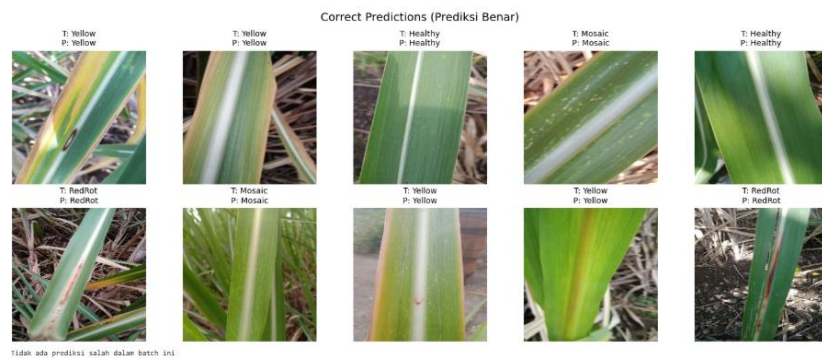 Correct Predictions (Prediksi Benar)
T: Yellow
P: Yellow
T: Yellow
P: Yellow
T: Healthy
P: Healthy
T: Mosaic
P: Mosaic
T: Healthy
P: Healthy
T: RedRot
P: RedRot
T: Mosaic
P: Mosaic
T: Yellow
P: Yellow
T: Yellow
P: Yellow
T: RedRot
P: RedRot
Tidak ada prediksi salah dalam batch ini